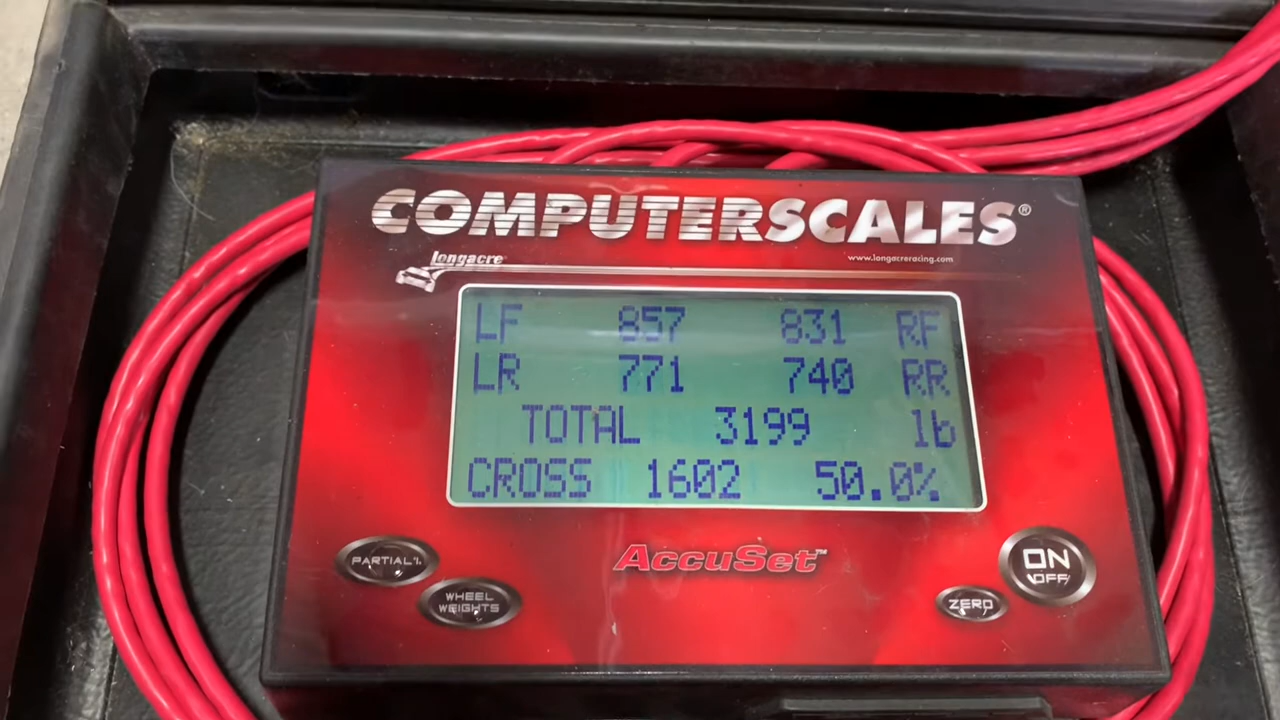 COMPUTERSCALES®
longacre
www.longacreracing.com
LF 857 831 RF
LR 771 740 RR
TOTAL 3199 lb
CROSS 1602 50.0%
AccuSet™
PARTIAL%
WHEEL
WEIGHTS
ON
OFF
ZERO